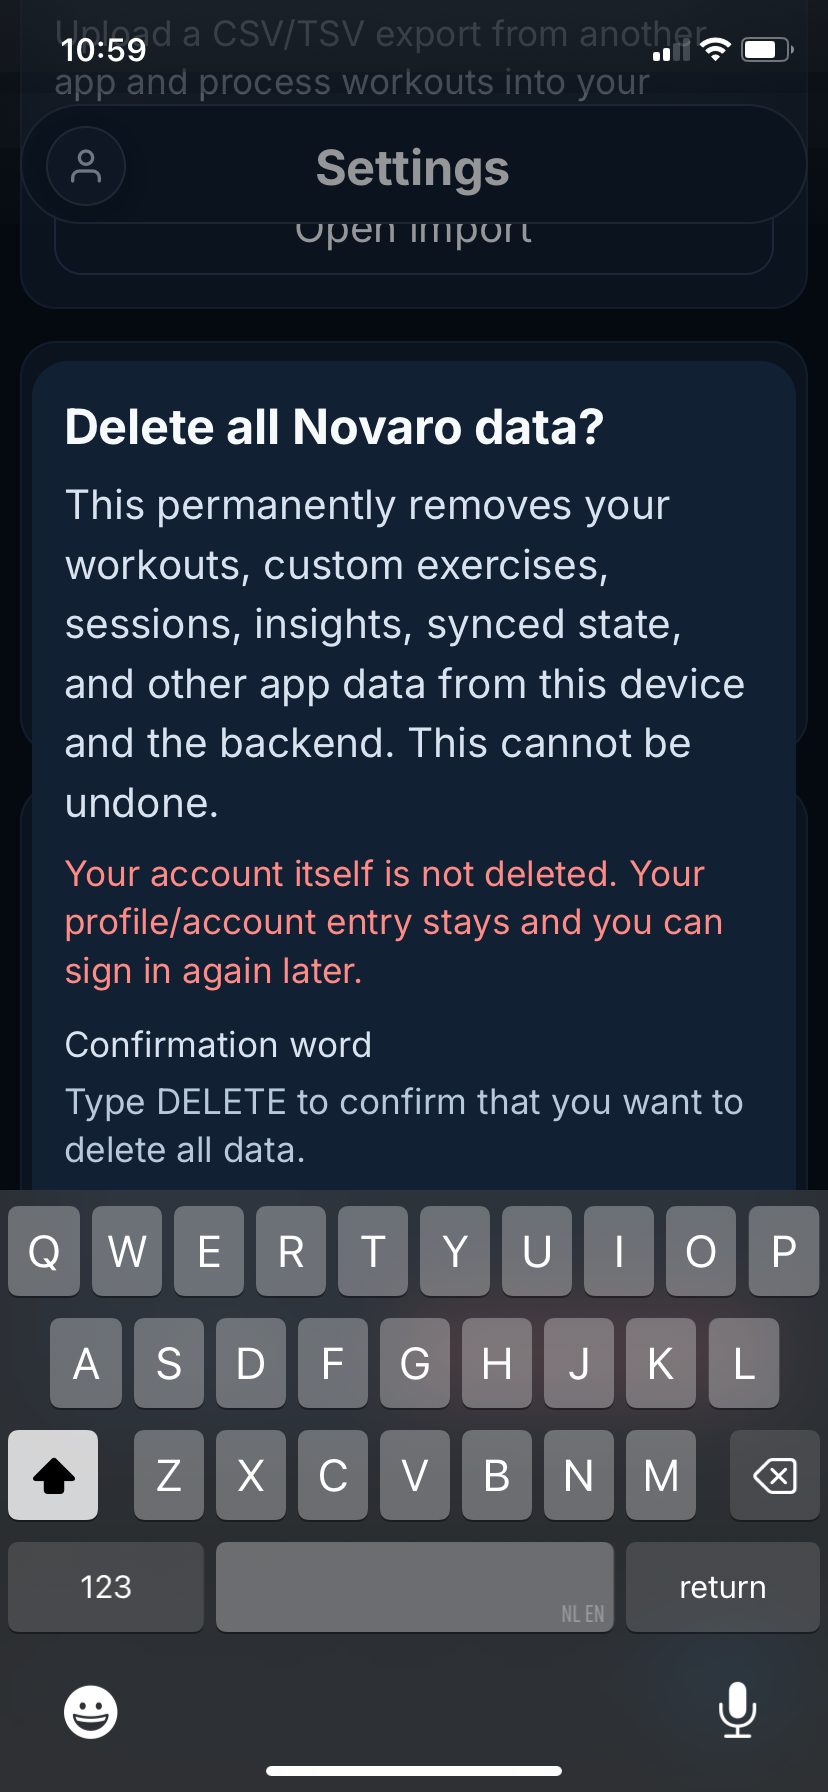 Upload a CSV/TSV export from another
10:59
app and process workouts into your
Settings
Open import
Delete all Novaro data?
This permanently removes your
workouts, custom exercises,
sessions, insights, synced state,
and other app data from this device
and the backend. This cannot be
undone.
Your account itself is not deleted. Your
profile/account entry stays and you can
sign in again later.
Confirmation word
Type DELETE to confirm that you want to
delete all data.
Q W E R T Y U I O P
A S D F G H J K L
Z X C V B N M
123
NL EN
return